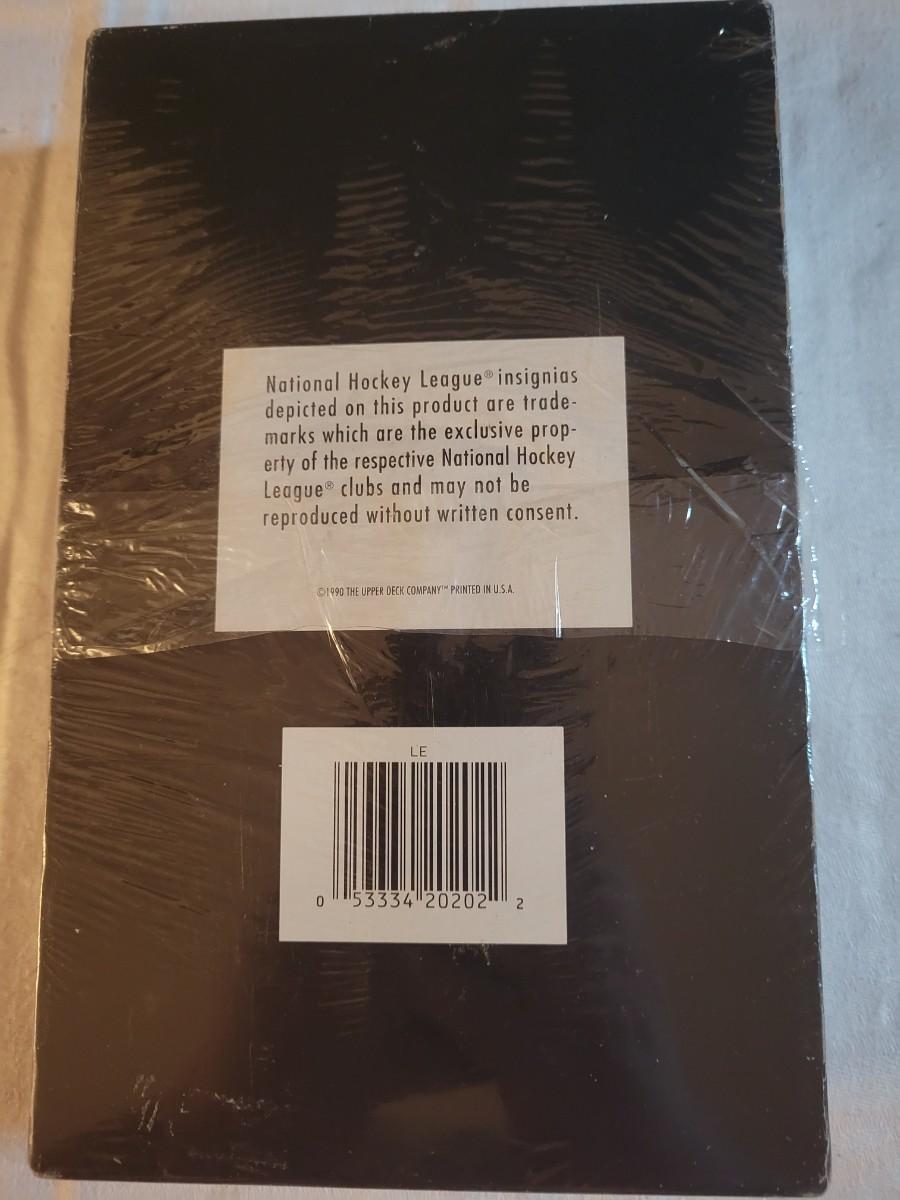 National Hockey League® insignias
depicted on this product are trade-
marks which are the exclusive prop-
erty of the respective National Hockey
League® clubs and may not be
reproduced without written consent.
©1990 THE UPPER DECK COMPANY™ PRINTED IN U.S.A.
LE
0 53334 20202 2